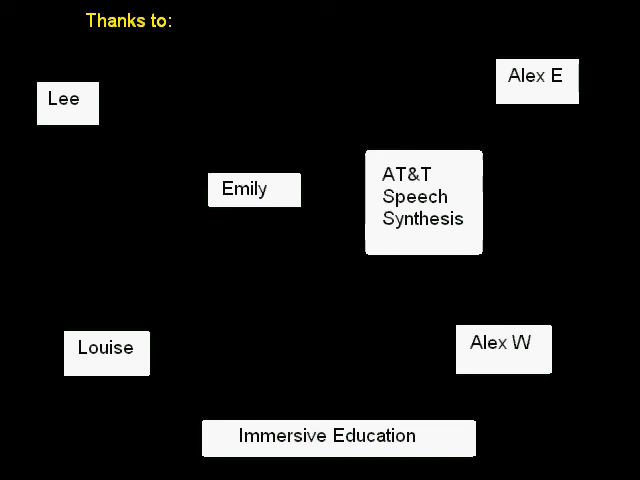 Thanks to:
Alex E
Lee
AT&T
Speech
Synthesis
Emily
Alex W
Louise
Immersive Education